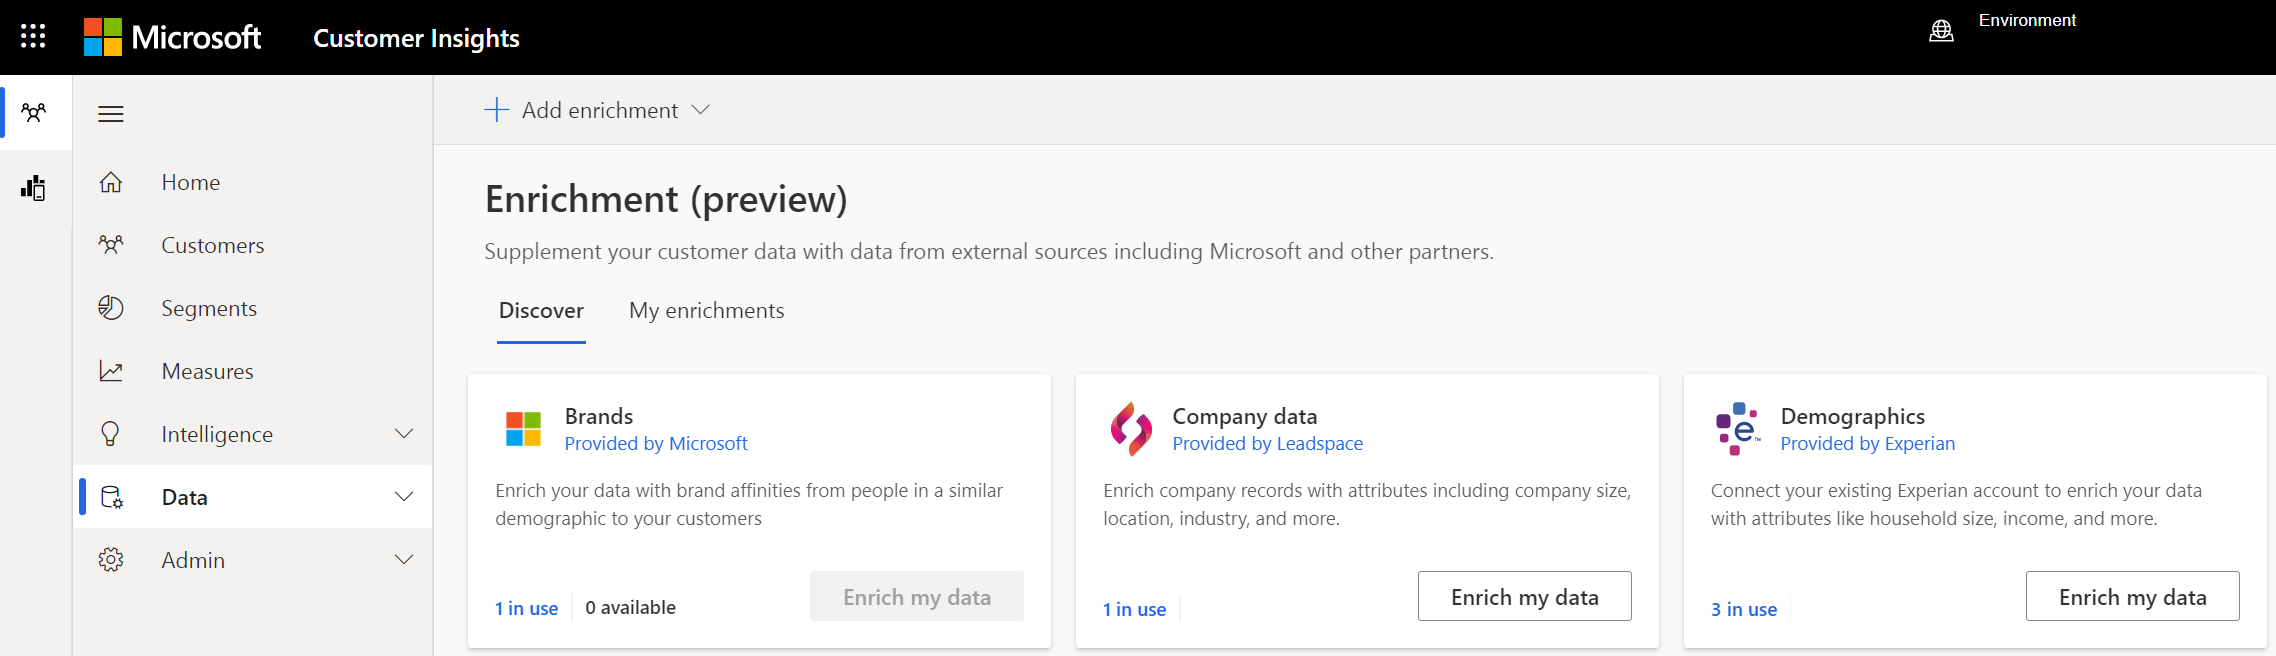 Microsoft
Customer Insights
Environment
Add enrichment
Home
Customers
Segments
Measures
Intelligence
Data
Admin
Enrichment (preview)
Supplement your customer data with data from external sources including Microsoft and other partners.
Discover
My enrichments
Brands
Provided by Microsoft
Enrich your data with brand affinities from people in a similar
demographic to your customers
1 in use
0 available
Enrich my data
Company data
Provided by Leadspace
Enrich company records with attributes including company size,
location, industry, and more.
1 in use
Enrich my data
e™
Demographics
Provided by Experian
Connect your existing Experian account to enrich your data
with attributes like household size, income, and more.
3 in use
Enrich my data